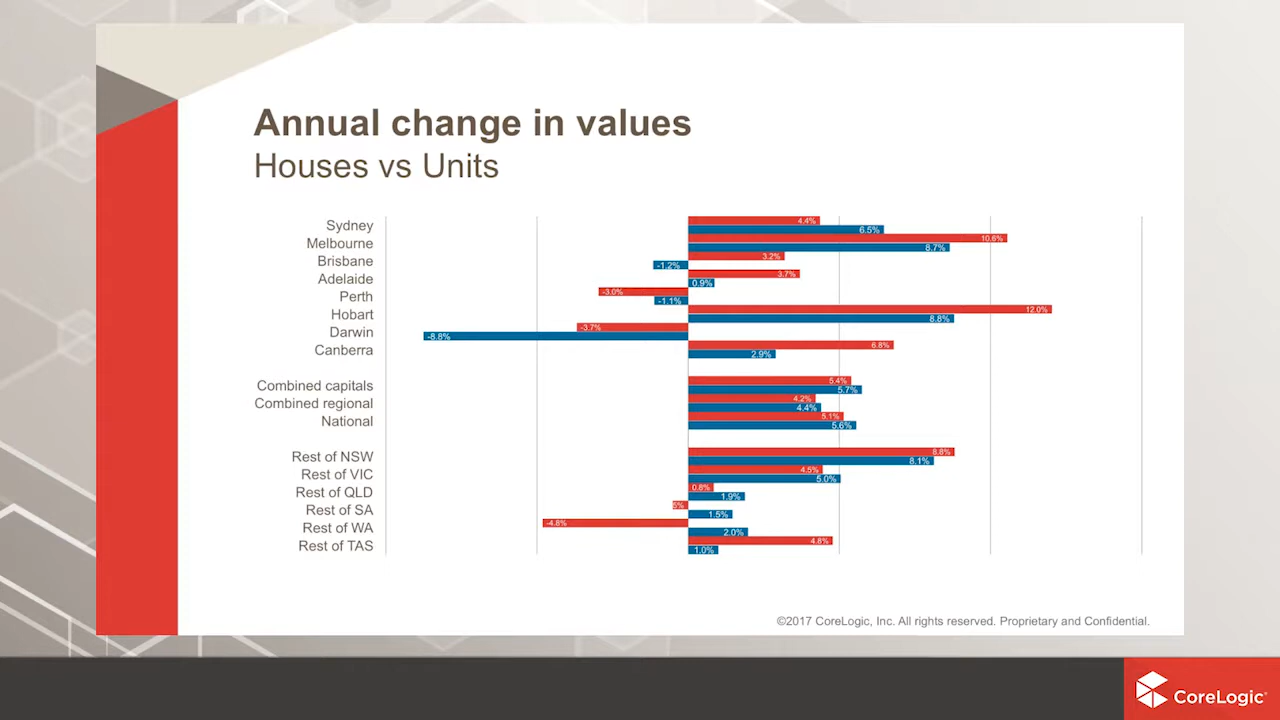 Annual change in values
Houses vs Units
Sydney
4.4%
6.5%
Melbourne
10.6%
8.7%
Brisbane
3.2%
-1.2%
Adelaide
3.7%
0.9%
Perth
-3.0%
-1.1%
Hobart
12.0%
8.8%
Darwin
-3.7%
-8.8%
Canberra
6.8%
2.9%
Combined capitals
5.4%
5.7%
Combined regional
4.2%
4.4%
National
5.1%
5.6%
Rest of NSW
8.8%
8.1%
Rest of VIC
4.5%
5.0%
Rest of QLD
0.8%
1.9%
Rest of SA
5%
1.5%
Rest of WA
-4.8%
2.0%
Rest of TAS
4.8%
1.0%
©2017 CoreLogic, Inc. All rights reserved. Proprietary and Confidential.
CoreLogic